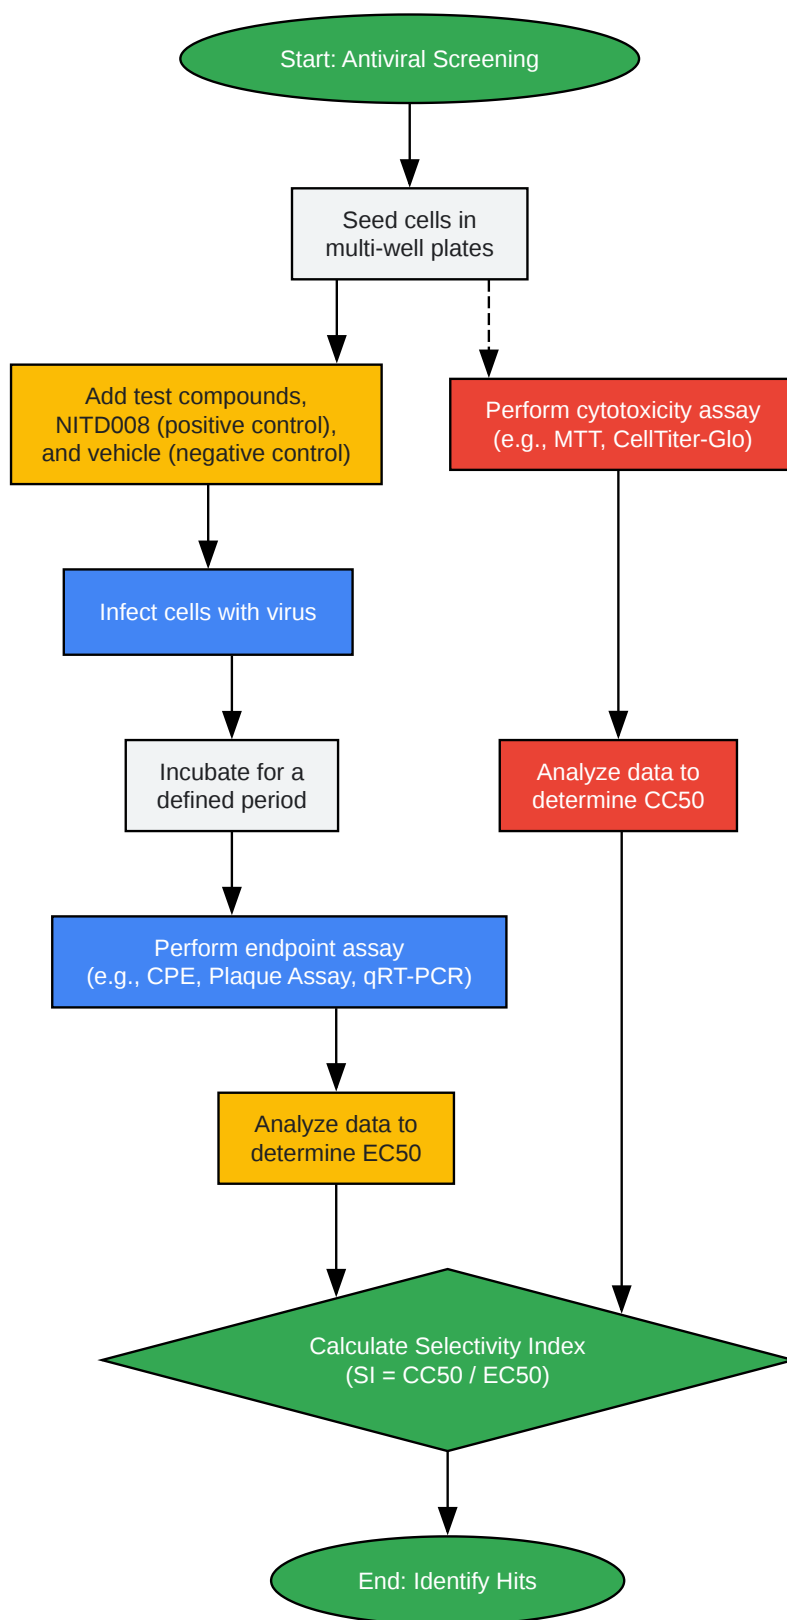 Start: Antiviral Screening
Seed cells in
multi-well plates
Add test compounds,
NITD008 (positive control),
and vehicle (negative control)
Perform cytotoxicity assay
(e.g., MTT, CellTiter-Glo)
Infect cells with virus
Incubate for a
defined period
Analyze data to
determine CC50
Perform endpoint assay
(e.g., CPE, Plaque Assay, qRT-PCR)
Analyze data to
determine EC50
Calculate Selectivity Index
(SI = CC50 / EC50)
End: Identify Hits